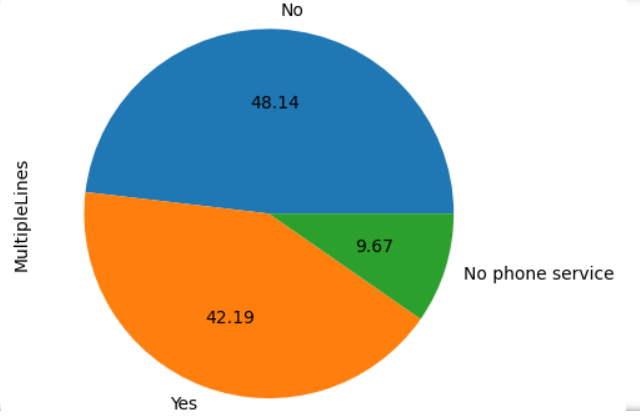 No
48.14
MultipleLines
9.67
No phone service
42.19
Yes